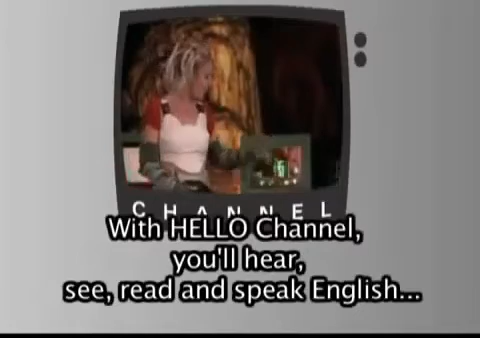 CHANNEL
With HELLO Channel,
you'll hear,
see, read and speak English...